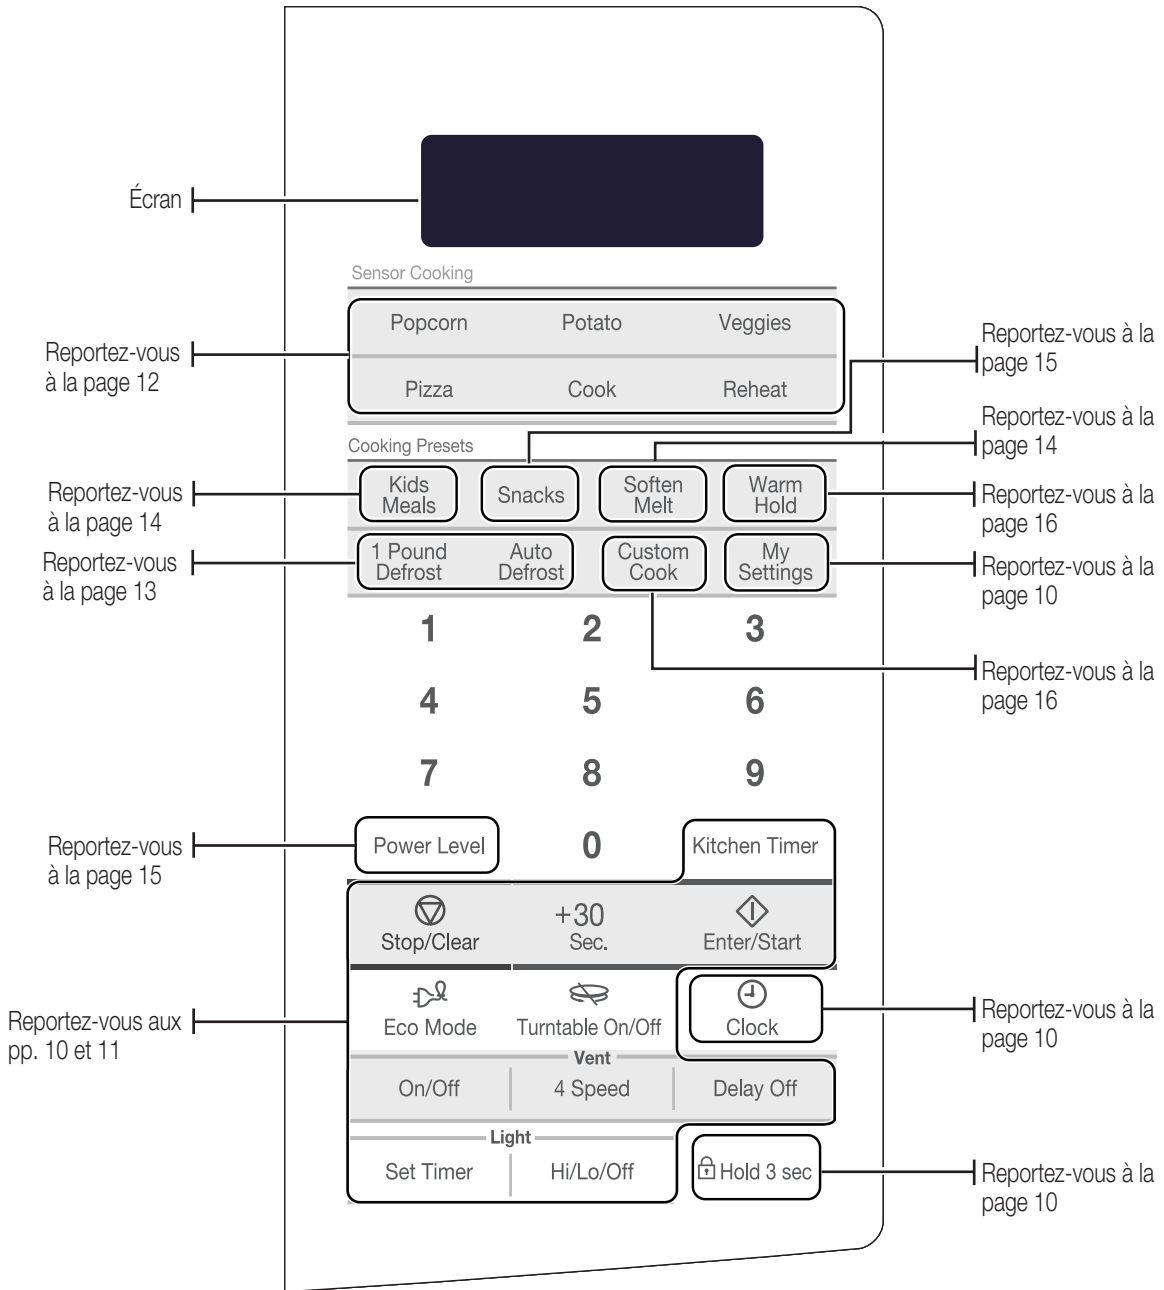 Écran
Sensor Cooking
Popcorn Potato Veggies
Reportez-vous à la page 12
Pizza Cook Reheat
Reportez-vous à la
page 15
Reportez-vous à la
page 14
Cooking Presets
Reportez-vous
à la page 14
Kids
Meals
Snacks
Soften
Melt
Warm
Hold
Reportez-vous à la
page 16
Reportez-vous
à la page 13
1 Pound
Defrost
Auto
Defrost
Custom
Cook
My
Settings
Reportez-vous à la
page 10
1 2 3
Reportez-vous à la
page 16
4 5 6
7 8 9
Reportez-vous
à la page 15
Power Level 0 Kitchen Timer
Stop/Clear
+30
Sec.
Enter/Start
Reportez-vous aux
pp. 10 et 11
Eco Mode Turntable On/Off Clock
Reportez-vous à la
page 10
Vent
On/Off 4 Speed Delay Off
Light
Set Timer Hi/Lo/Off Hold 3 sec
Reportez-vous à la
page 10